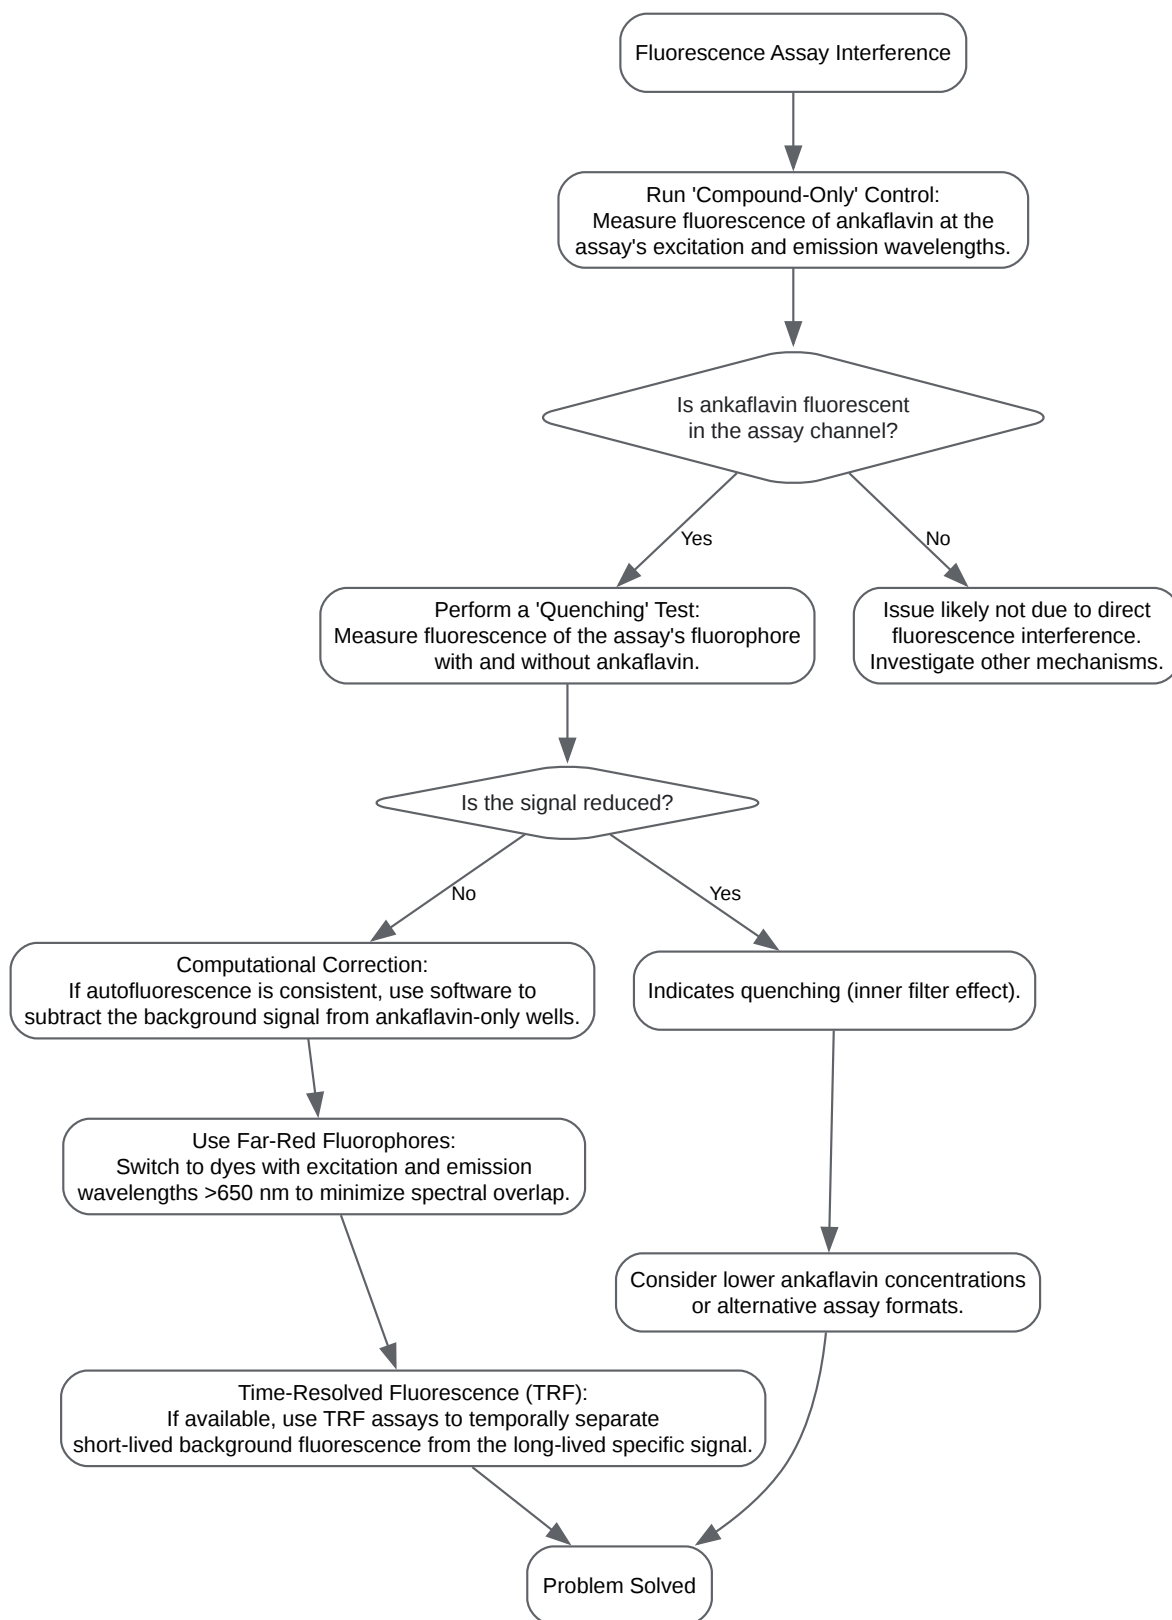 Fluorescence Assay Interference
Run 'Compound-Only' Control:
Measure fluorescence of ankaflavin at the
assay's excitation and emission wavelengths.
Is ankaflavin fluorescent
in the assay channel?
Yes
No
Perform a 'Quenching' Test:
Measure fluorescence of the assay's fluorophore
with and without ankaflavin.
Issue likely not due to direct
fluorescence interference.
Investigate other mechanisms.
Is the signal reduced?
No
Yes
Computational Correction:
If autofluorescence is consistent, use software to
subtract the background signal from ankaflavin-only wells.
Indicates quenching (inner filter effect).
Use Far-Red Fluorophores:
Switch to dyes with excitation and emission
wavelengths >650 nm to minimize spectral overlap.
Consider lower ankaflavin concentrations
or alternative assay formats.
Time-Resolved Fluorescence (TRF):
If available, use TRF assays to temporally separate
short-lived background fluorescence from the long-lived specific signal.
Problem Solved